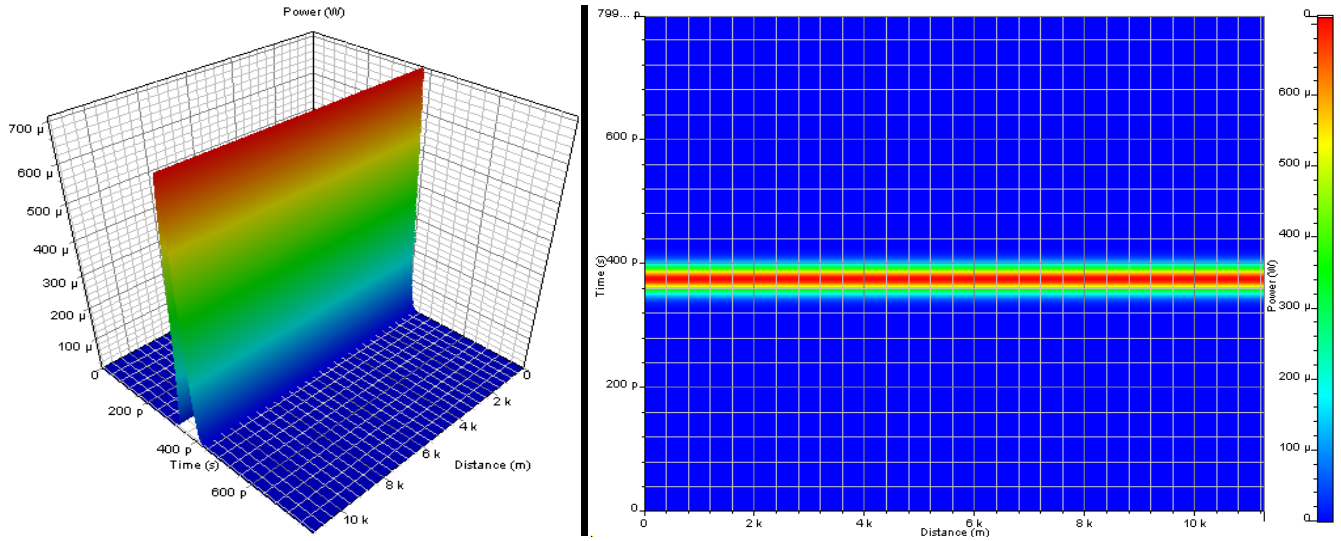 Power (W)
700 µ
600 µ
500 µ
400 µ
300 µ
200 µ
100 µ
0
200 p
400 p
600 p
Time (s)
0
2 k
4 k
6 k
8 k
10 k
Distance (m)
799... p
600 p
400 p
200 p
0
Time (s)
0
2 k
4 k
6 k
8 k
10 k
Distance (m)
0
600 µ
500 µ
400 µ
300 µ
200 µ
100 µ
0
Power (W)